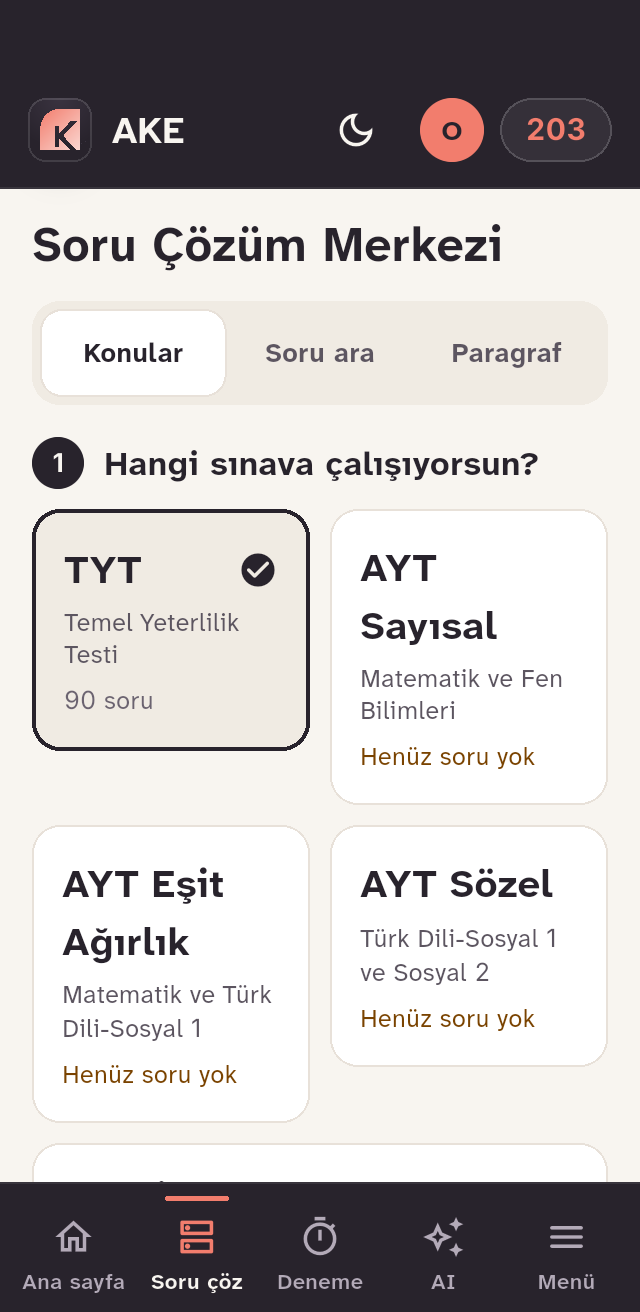 K AKE O 203
Soru Çözüm Merkezi
Konular Soru ara Paragraf
1 Hangi sınava çalışıyorsun?
TYT
Temel Yeterlilik
Testi
90 soru
AYT
Sayısal
Matematik ve Fen
Bilimleri
Henüz soru yok
AYT Eşit
Ağırlık
Matematik ve Türk
Dili-Sosyal 1
Henüz soru yok
AYT Sözel
Türk Dili-Sosyal 1
ve Sosyal 2
Henüz soru yok
Ana sayfa Soru çöz Deneme AI Menü